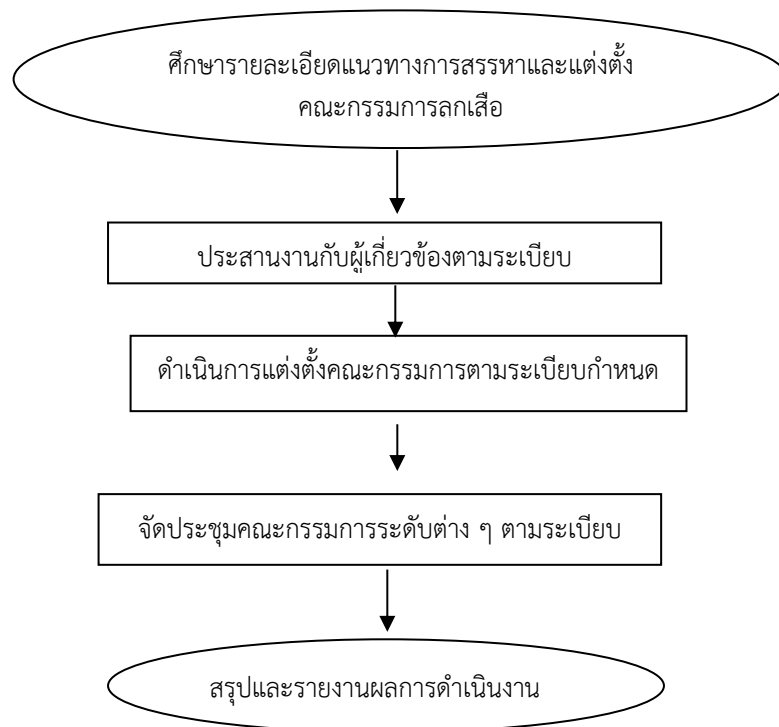 ศึกษารายละเอียดแนวทางการสรรหาและแต่งตั้ง
คณะกรรมการลกเสือ
ประสานงานกับผู้เกี่ยวข้องตามระเบียบ
ดำเนินการแต่งตั้งคณะกรรมการตามระเบียบกำหนด
จัดประชุมคณะกรรมการระดับต่าง ๆ ตามระเบียบ
สรุปและรายงานผลการดำเนินงาน